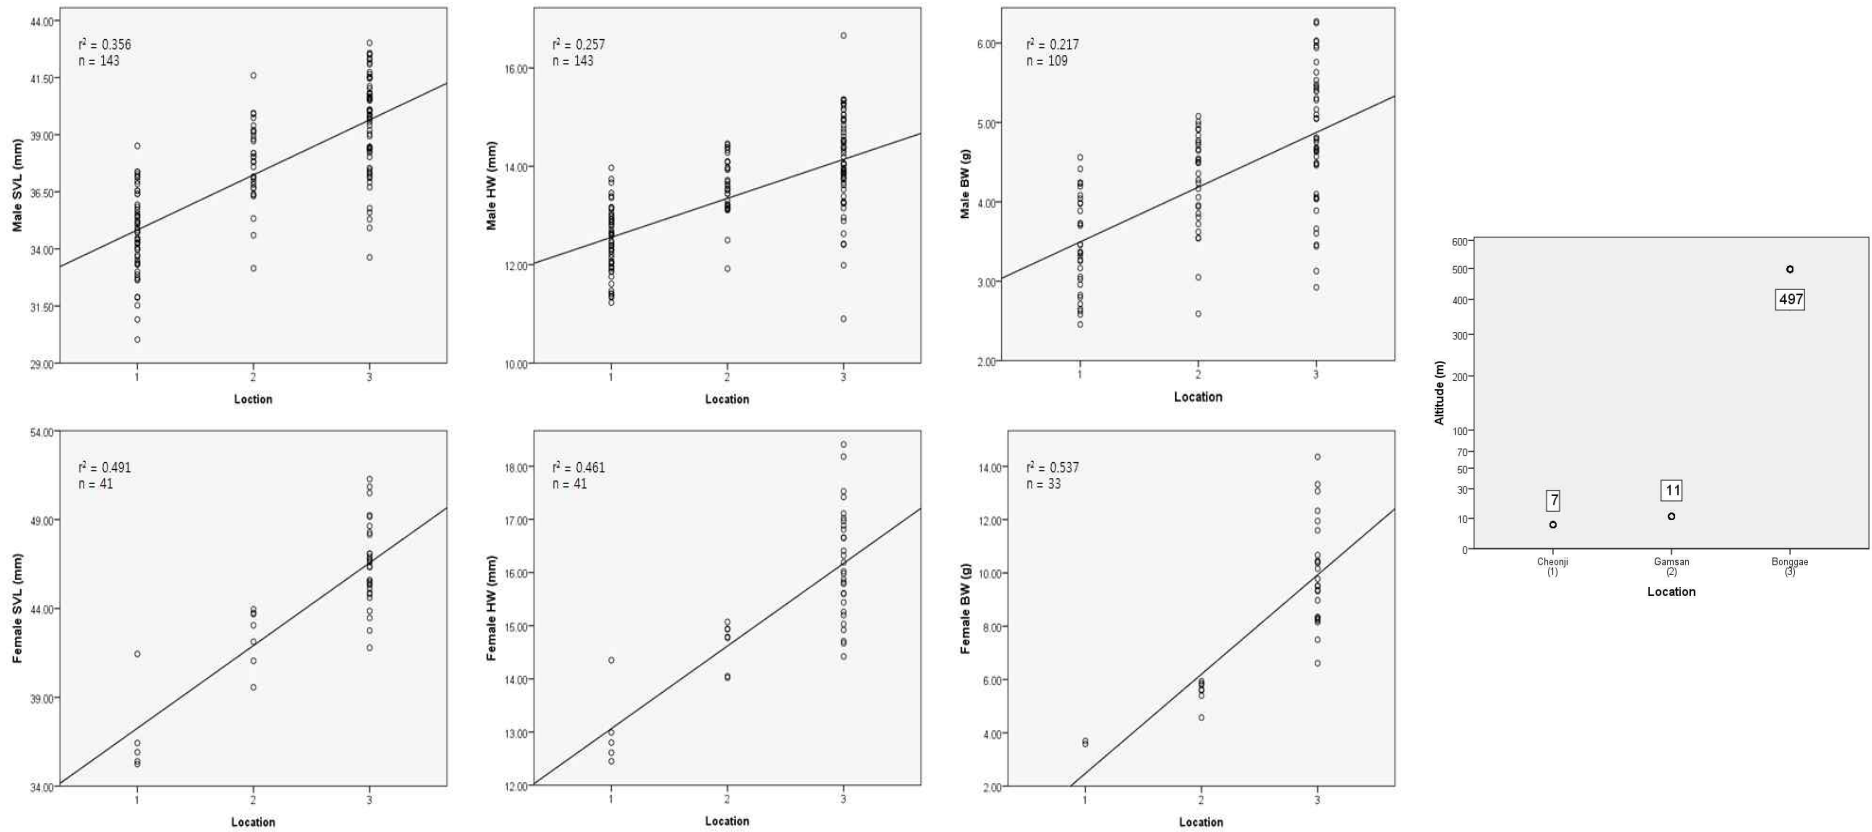 r² = 0.356
n = 143
44.00
41.50
39.00
36.50
34.00
31.50
29.00
Male SVL (mm)
1 2 3
Loction
r² = 0.257
n = 143
16.00
14.00
12.00
10.00
Male HW (mm)
1 2 3
Location
r² = 0.217
n = 109
6.00
5.00
4.00
3.00
2.00
Male BW (g)
1 2 3
Location
r² = 0.491
n = 41
54.00
49.00
44.00
39.00
34.00
Female SVL (mm)
1 2 3
Location
r² = 0.461
n = 41
18.00
17.00
16.00
15.00
14.00
13.00
12.00
Female HW (mm)
1 2 3
Location
r² = 0.537
n = 33
14.00
12.00
10.00
8.00
6.00
4.00
2.00
Female BW (g)
1 2 3
Location
600
500
400
300
200
100
70
50
30
10
0
Altitude (m)
7
11
497
Cheonji Gamsan Bonggae
(1) (2) (3)
Location